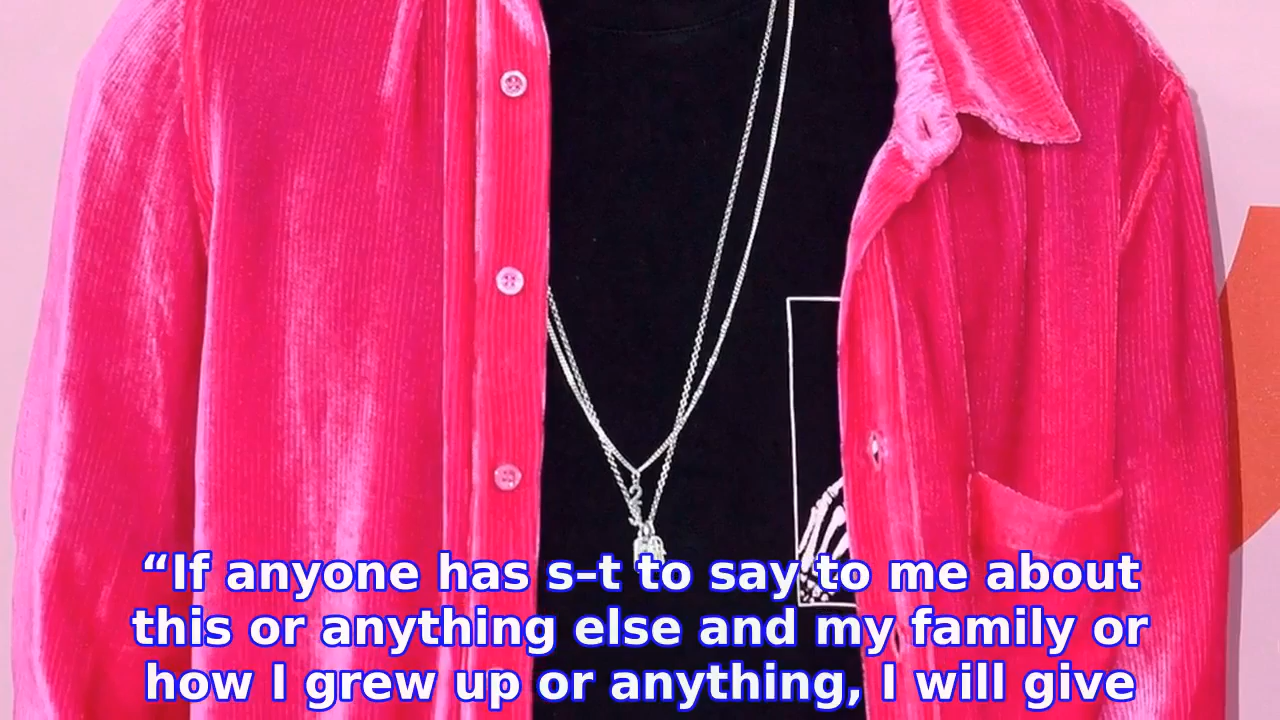 “If anyone has s–t to say to me about
this or anything else and my family or
how I grew up or anything, I will give